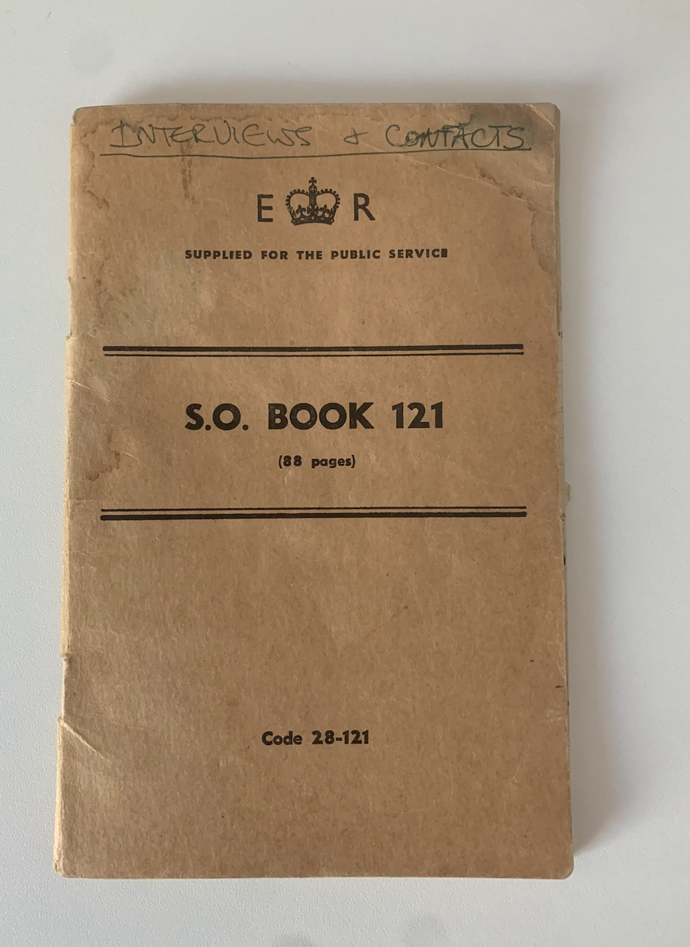 INTERVIEWS & CONTACTS
E R
SUPPLIED FOR THE PUBLIC SERVICE
S.O. BOOK 121
(88 pages)
Code 28-121